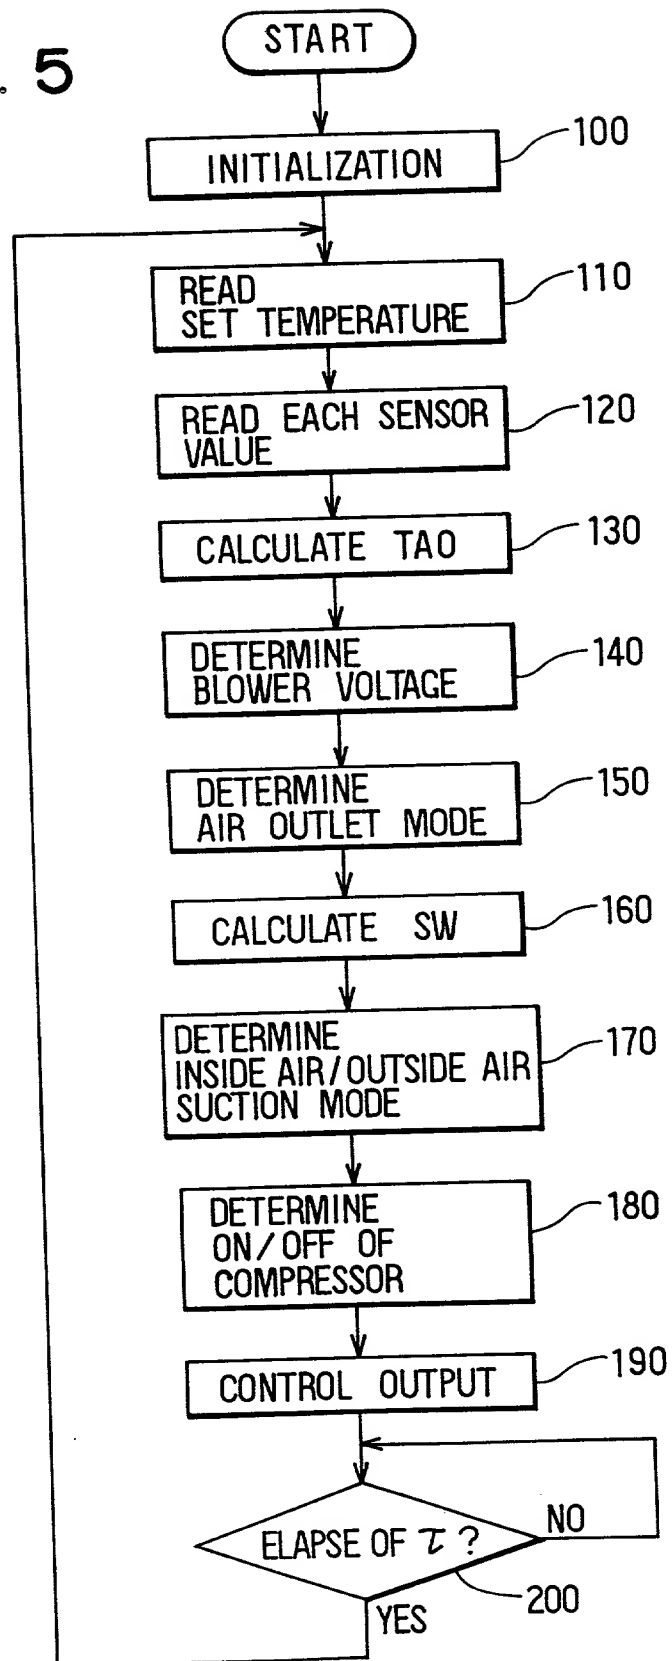 . 5
START
INITIALIZATION
100
READ
SET TEMPERATURE
110
READ EACH SENSOR
VALUE
120
CALCULATE TAO
130
DETERMINE
BLOWER VOLTAGE
140
DETERMINE
AIR OUTLET MODE
150
CALCULATE SW
160
DETERMINE
INSIDE AIR/OUTSIDE AIR
SUCTION MODE
170
DETERMINE
ON/OFF OF
COMPRESSOR
180
CONTROL OUTPUT
190
ELAPSE OF τ ?
NO
200
YES